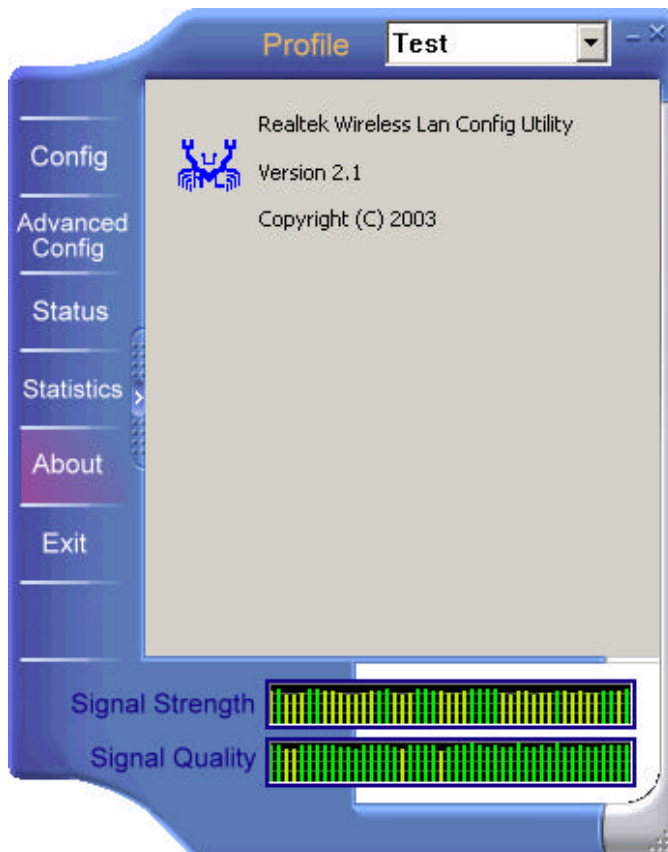 Profile
Test
Config
Advanced
Config
Status
Statistics
About
Exit
Realtek Wireless Lan Config Utility
Version 2.1
Copyright (C) 2003
Signal Strength
Signal Quality